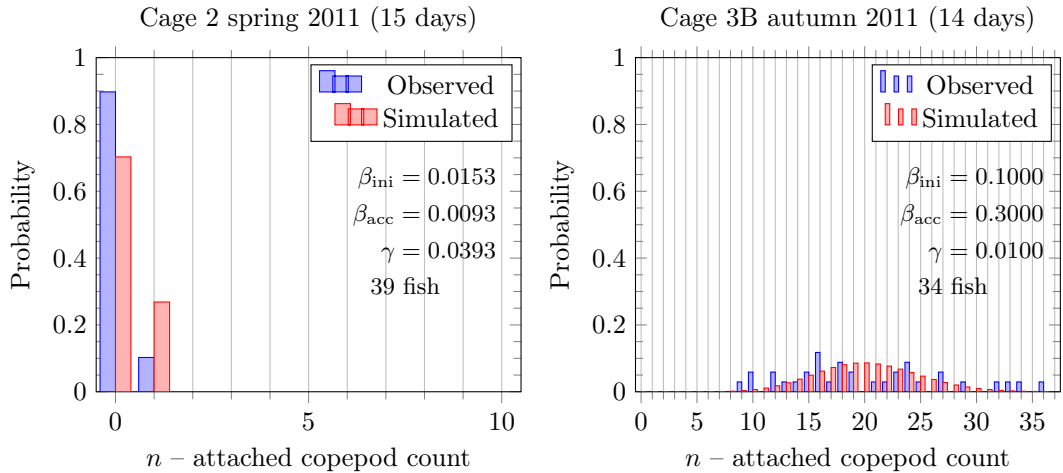 Cage 2 spring 2011 (15 days)
1
0.8
0.6
0.4
0.2
0
Probability
Observed
Simulated
β_ini = 0.0153
β_acc = 0.0093
γ = 0.0393
39 fish
0 5 10
n – attached copepod count
Cage 3B autumn 2011 (14 days)
1
0.8
0.6
0.4
0.2
0
Probability
Observed
Simulated
β_ini = 0.1000
β_acc = 0.3000
γ = 0.0100
34 fish
0 5 10 15 20 25 30 35
n – attached copepod count